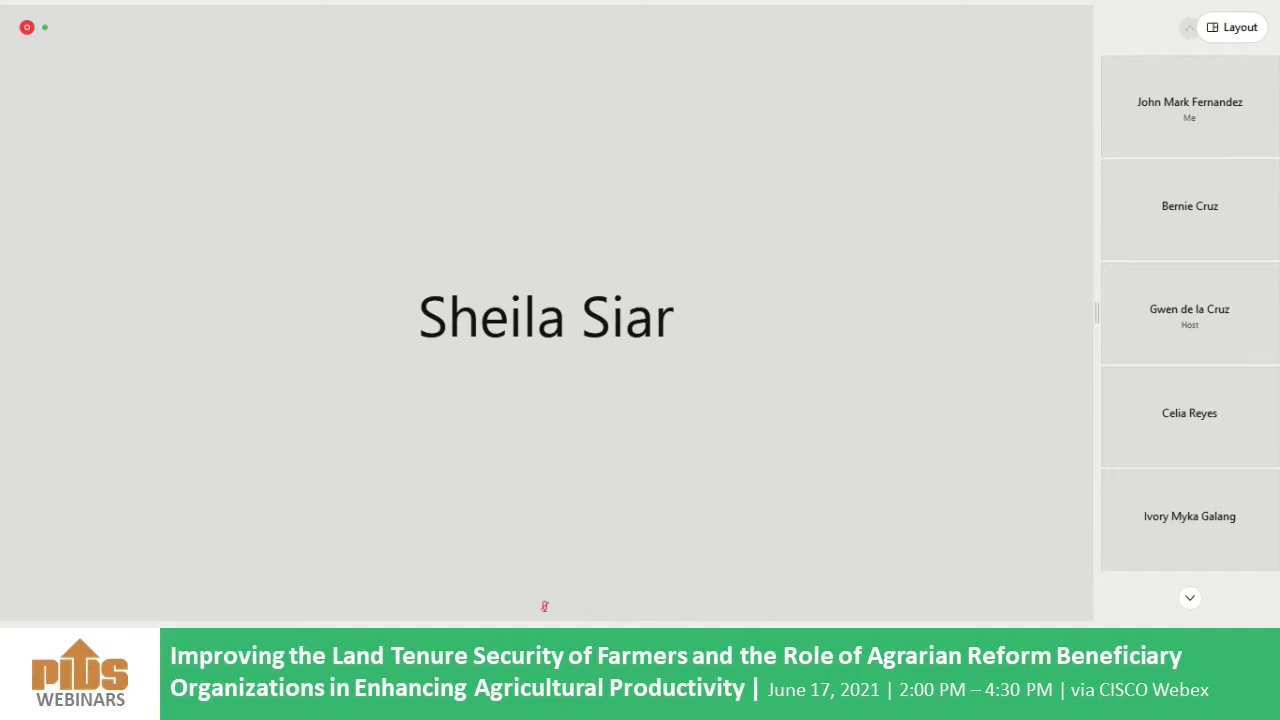 Layout
John Mark Fernandez
Me
Bernie Cruz
Gwen de la Cruz
Host
Celia Reyes
Ivory Myka Galang
Sheila Siar
PIDS
WEBINARS
Improving the Land Tenure Security of Farmers and the Role of Agrarian Reform Beneficiary
Organizations in Enhancing Agricultural Productivity | June 17, 2021 | 2:00 PM – 4:30 PM | via CISCO Webex